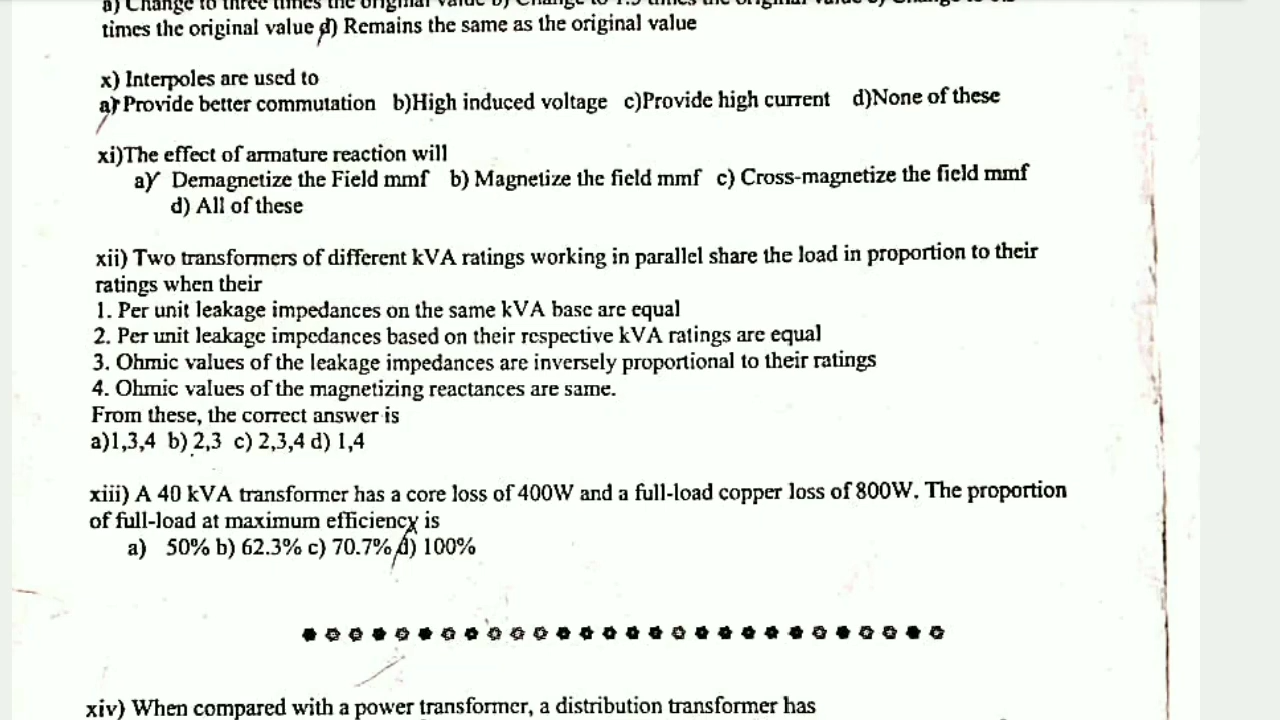 times the original value d) Remains the same as the original value
x) Interpoles are used to
a) Provide better commutation b)High induced voltage c)Provide high current d)None of these
xi)The effect of armature reaction will
a) Demagnetize the Field mmf b) Magnetize the field mmf c) Cross-magnetize the field mmf
d) All of these
xii) Two transformers of different kVA ratings working in parallel share the load in proportion to their
ratings when their
1. Per unit leakage impedances on the same kVA base are equal
2. Per unit leakage impedances based on their respective kVA ratings are equal
3. Ohmic values of the leakage impedances are inversely proportional to their ratings
4. Ohmic values of the magnetizing reactances are same.
From these, the correct answer is
a)1,3,4 b) 2,3 c) 2,3,4 d) 1,4
xiii) A 40 kVA transformer has a core loss of 400W and a full-load copper loss of 800W. The proportion
of full-load at maximum efficiency is
a) 50% b) 62.3% c) 70.7% d) 100%
xiv) When compared with a power transformer, a distribution transformer has